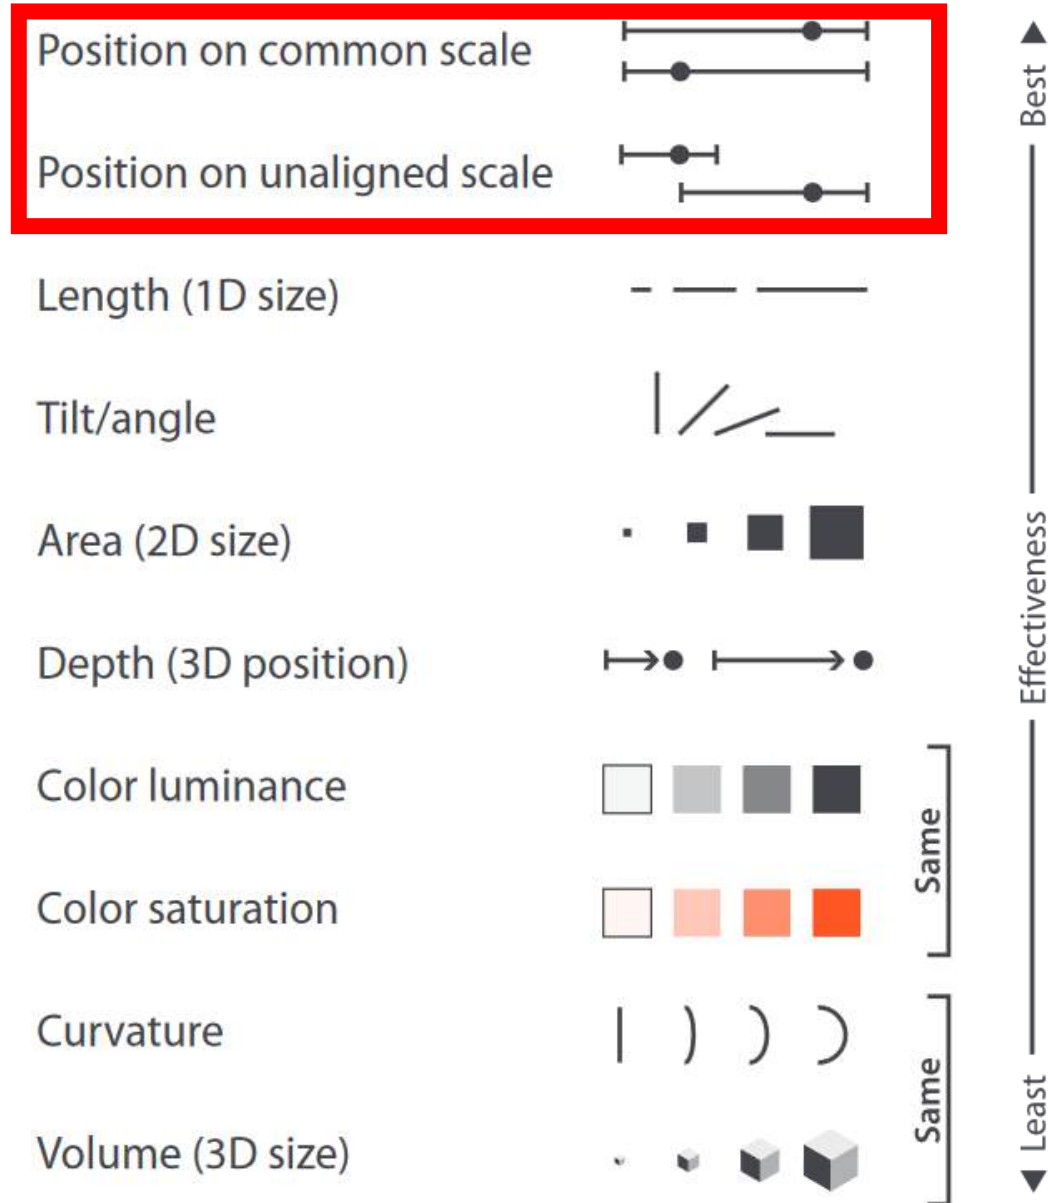 Position on common scale
Position on unaligned scale
Length (1D size)
Tilt/angle
Area (2D size)
Depth (3D position)
Color luminance
Color saturation
Same
Curvature
Volume (3D size)
Same
Best
Effectiveness
Least